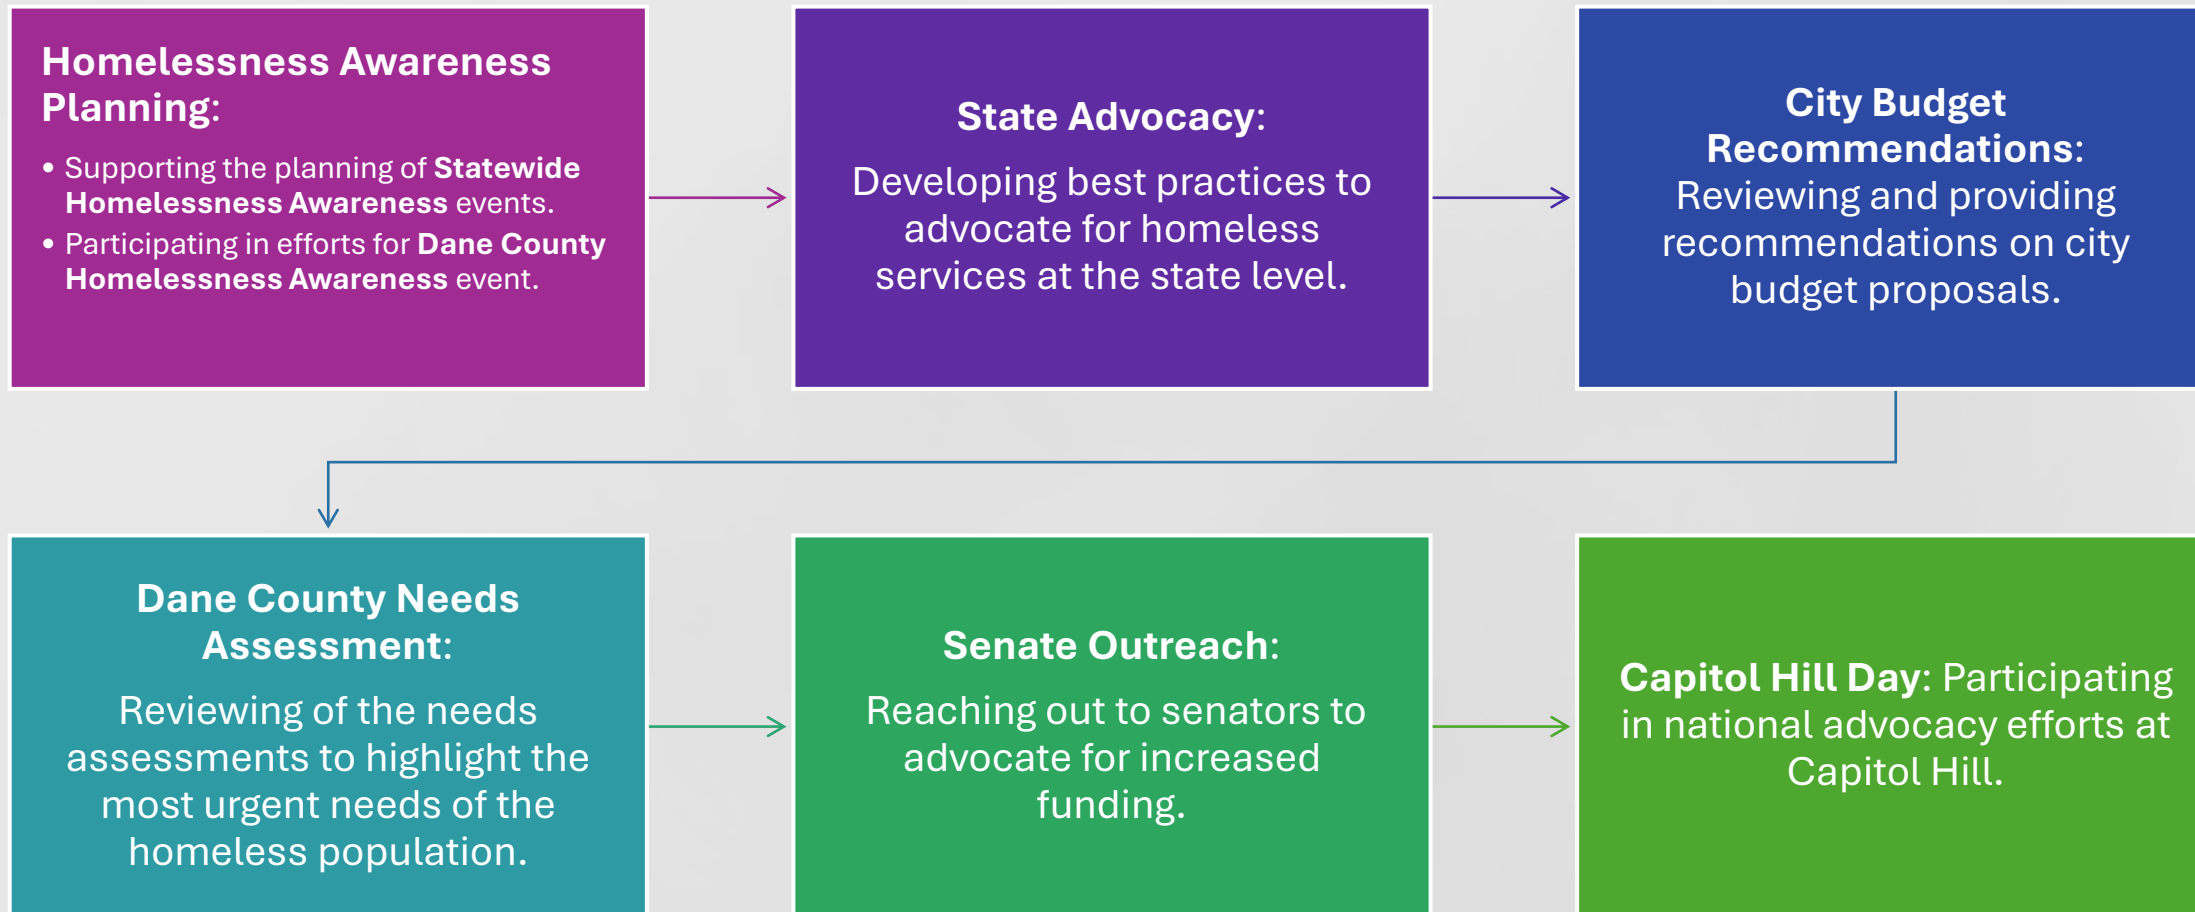 Homelessness Awareness
Planning:
• Supporting the planning of Statewide
Homelessness Awareness events.
• Participating in efforts for Dane County
Homelessness Awareness event.
State Advocacy:
Developing best practices to
advocate for homeless
services at the state level.
City Budget
Recommendations:
Reviewing and providing
recommendations on city
budget proposals.
Dane County Needs
Assessment:
Reviewing of the needs
assessments to highlight the
most urgent needs of the
homeless population.
Senate Outreach:
Reaching out to senators to
advocate for increased
funding.
Capitol Hill Day: Participating
in national advocacy efforts at
Capitol Hill.